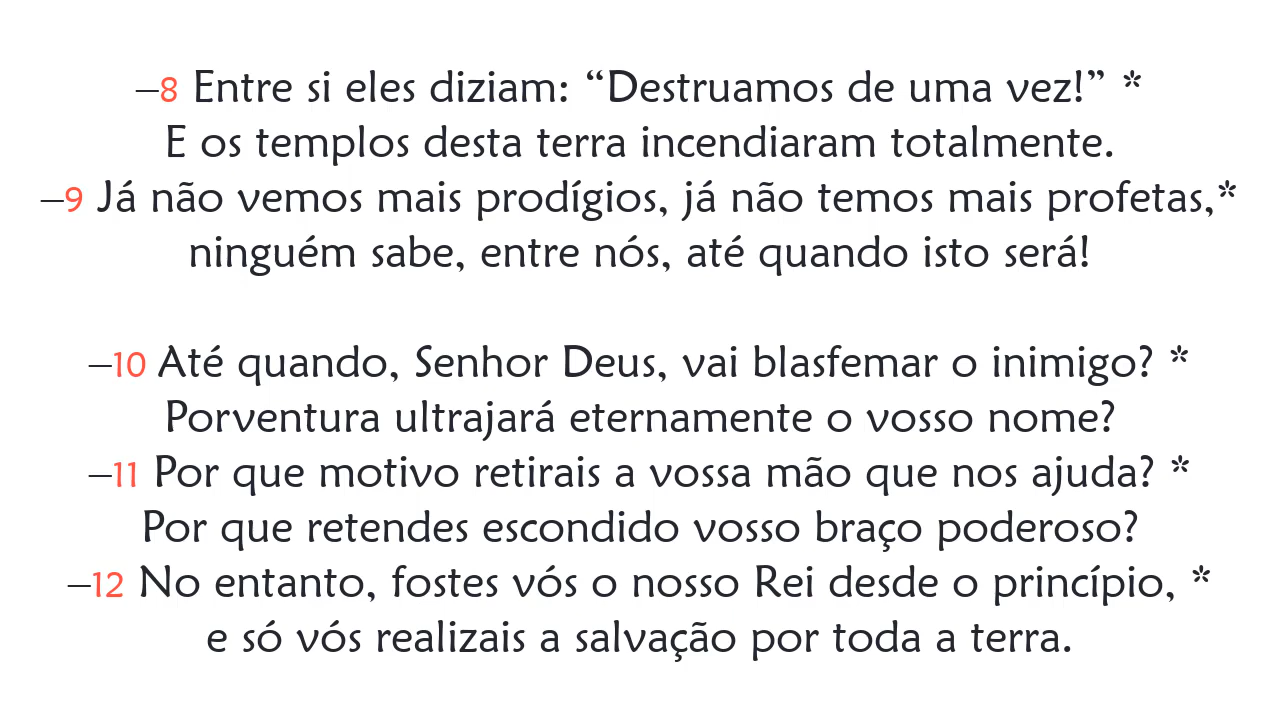 –8 Entre si eles diziam: “Destruamos de uma vez!” *
E os templos desta terra incendiaram totalmente.
–9 Já não vemos mais prodígios, já não temos mais profetas,*
ninguém sabe, entre nós, até quando isto será!
–10 Até quando, Senhor Deus, vai blasfemar o inimigo? *
Porventura ultrajará eternamente o vosso nome?
–11 Por que motivo retirais a vossa mão que nos ajuda? *
Por que retendes escondido vosso braço poderoso?
–12 No entanto, fostes vós o nosso Rei desde o princípio, *
e só vós realizais a salvação por toda a terra.